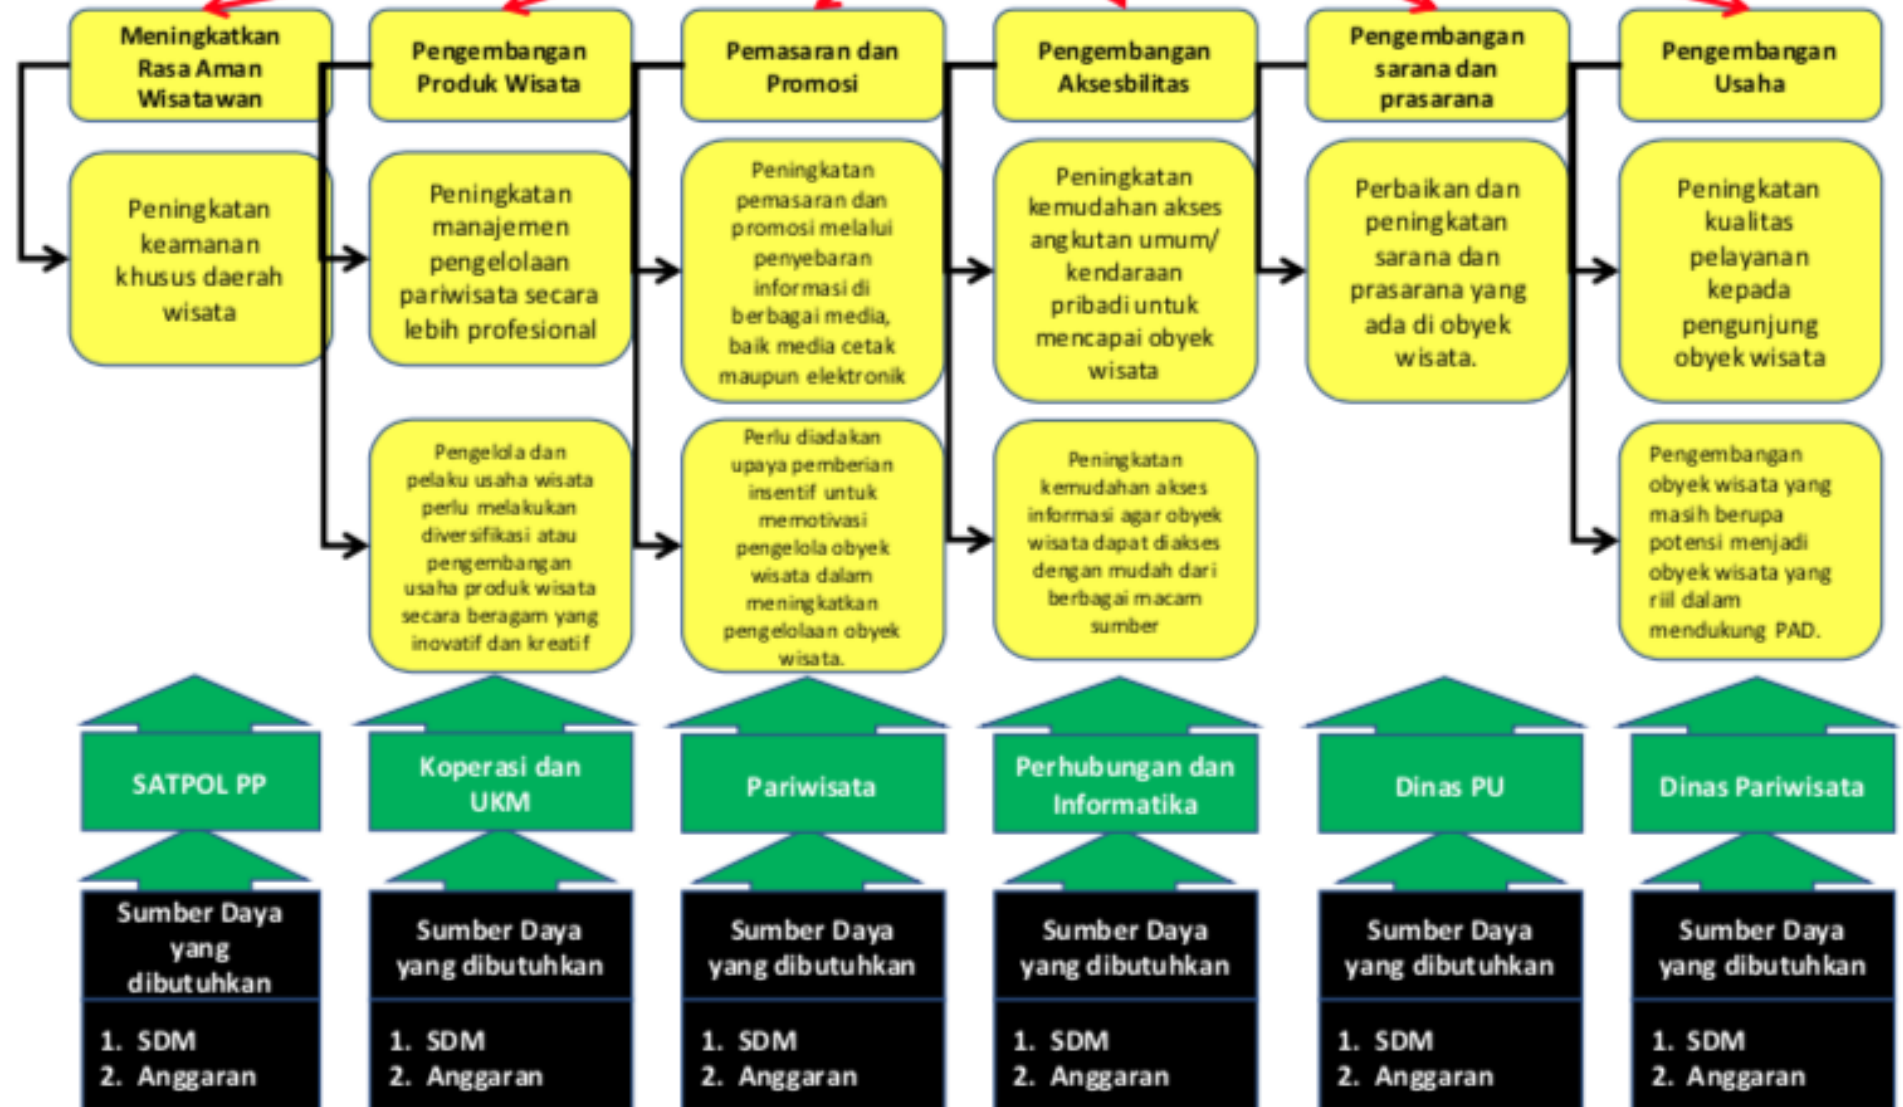 Meningkatkan
Rasa Aman
Wisatawan
Pengembangan
Produk Wisata
Pemasaran dan
Promosi
Pengembangan
Aksesbilitas
Pengembangan
sarana dan
prasarana
Pengembangan
Usaha
Peningkatan
keamanan
khusus daerah
wisata
Peningkatan
manajemen
pengelolaan
pariwisata secara
lebih profesional
Peningkatan
pemasaran dan
promosi melalui
penyebaran
informasi di
berbagai media,
baik media cetak
maupun elektronik
Peningkatan
kemudahan akses
angkutan umum/
kendaraan
pribadi untuk
mencapai obyek
wisata
Perbaikan dan
peningkatan
sarana dan
prasarana yang
ada di obyek
wisata.
Peningkatan
kualitas
pelayanan
kepada
pengunjung
obyek wisata
Pengelola dan
pelaku usaha wisata
perlu melakukan
diversifikasi atau
pengembangan
usaha produk wisata
secara beragam yang
inovatif dan kreatif
Perlu diadakan
upaya pemberian
insentif untuk
memotivasi
pengelola obyek
wisata dalam
meningkatkan
pengelolaan obyek
wisata.
Peningkatan
kemudahan akses
informasi agar obyek
wisata dapat diakses
dengan mudah dari
berbagai macam
sumber
Pengembangan
obyek wisata yang
masih berupa
potensi menjadi
obyek wisata yang
riil dalam
mendukung PAD.
SATPOL PP
Koperasi dan
UKM
Pariwisata
Perhubungan dan
Informatika
Dinas PU
Dinas Pariwisata
Sumber Daya
yang
dibutuhkan
Sumber Daya
yang dibutuhkan
Sumber Daya
yang dibutuhkan
Sumber Daya
yang dibutuhkan
Sumber Daya
yang dibutuhkan
Sumber Daya
yang dibutuhkan
1. SDM
2. Anggaran
1. SDM
2. Anggaran
1. SDM
2. Anggaran
1. SDM
2. Anggaran
1. SDM
2. Anggaran
1. SDM
2. Anggaran